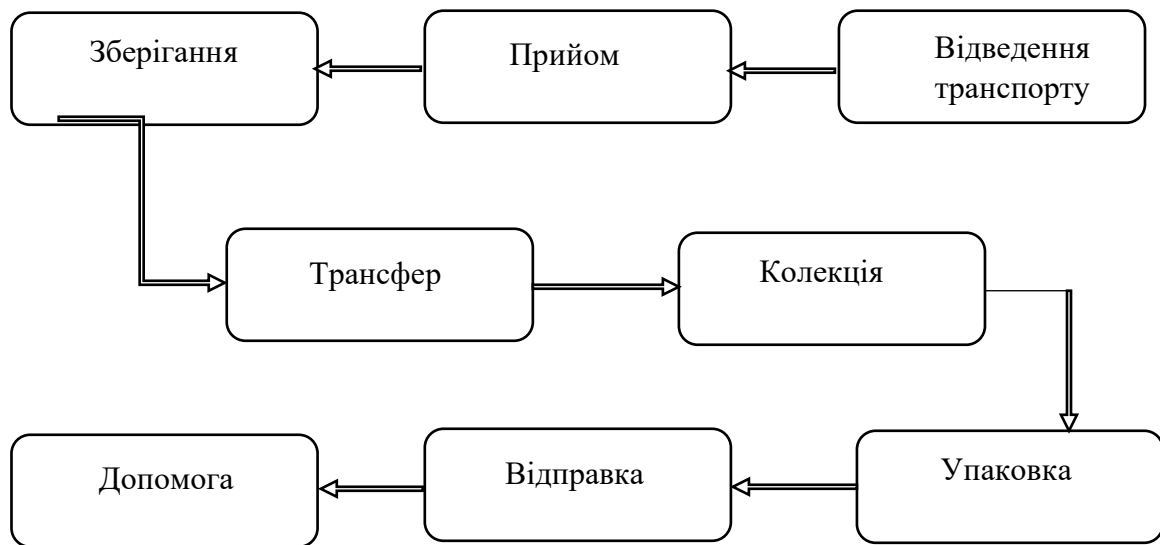 Зберігання
Прийом
Відведення
транспорту
Трансфер
Колекція
Допомога
Відправка
Упаковка